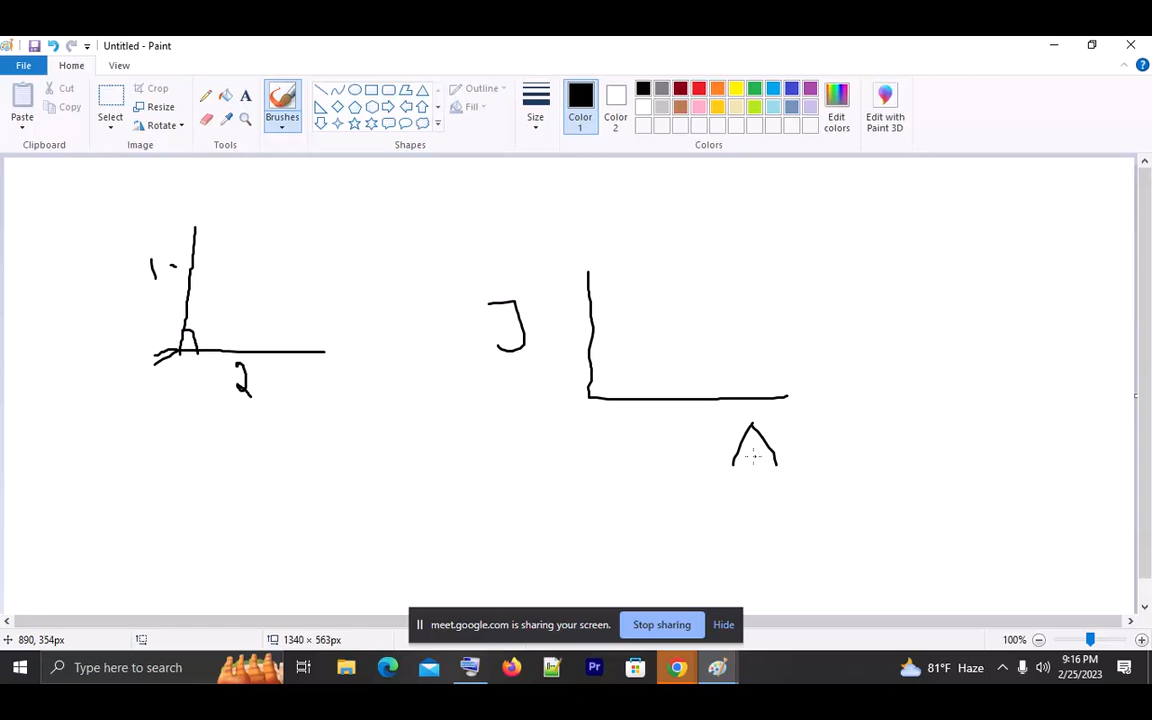 Untitled - Paint
File
Home
View
Paste
Cut
Copy
Clipboard
Select
Crop
Resize
Rotate
Image
A
Tools
Brushes
Outline
Fill
Shapes
Size
Color 1
Color 2
Edit colors
Edit with Paint 3D
Colors
1
2
J
meet.google.com is sharing your screen.
Stop sharing
Hide
890, 354px
1340 × 563px
100%
Type here to search
Pr
81°F Haze
9:16 PM
2/25/2023